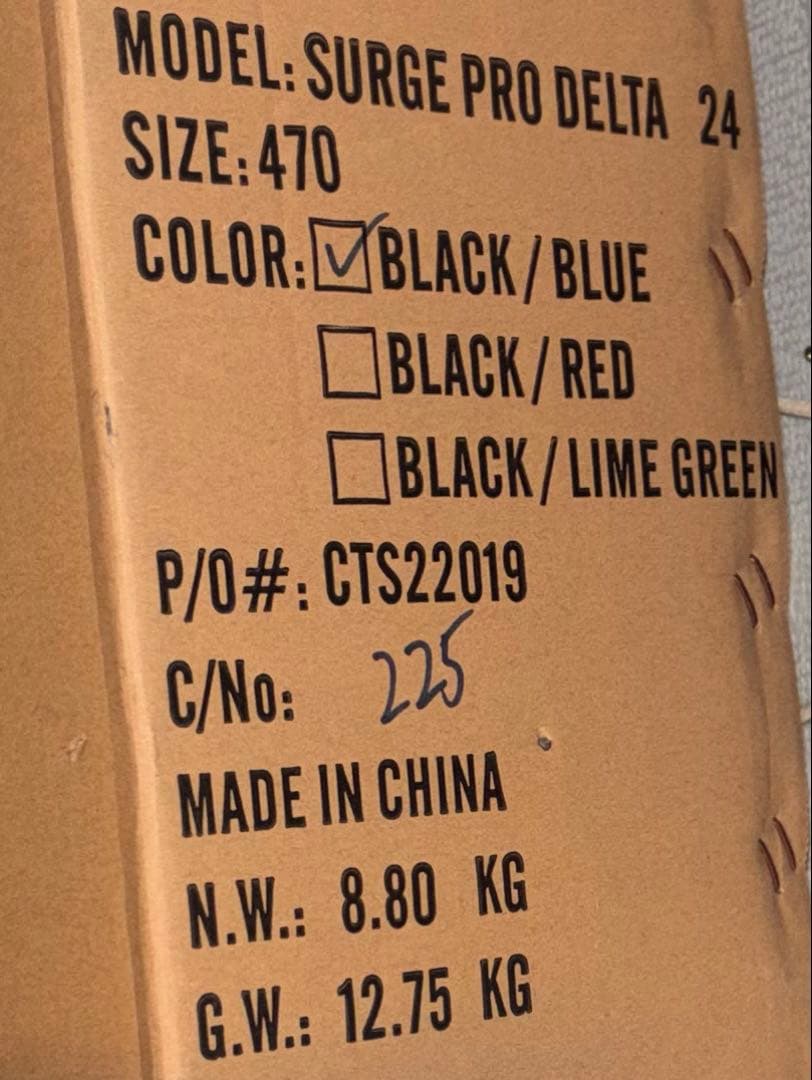 MODEL: SURGE PRO DELTA 24
SIZE: 470
COLOR: ☑ BLACK / BLUE
☐ BLACK / RED
☐ BLACK / LIME GREEN
P/O#: CTS22019
C/No: 225
MADE IN CHINA
N.W.: 8.80 KG
G.W.: 12.75 KG